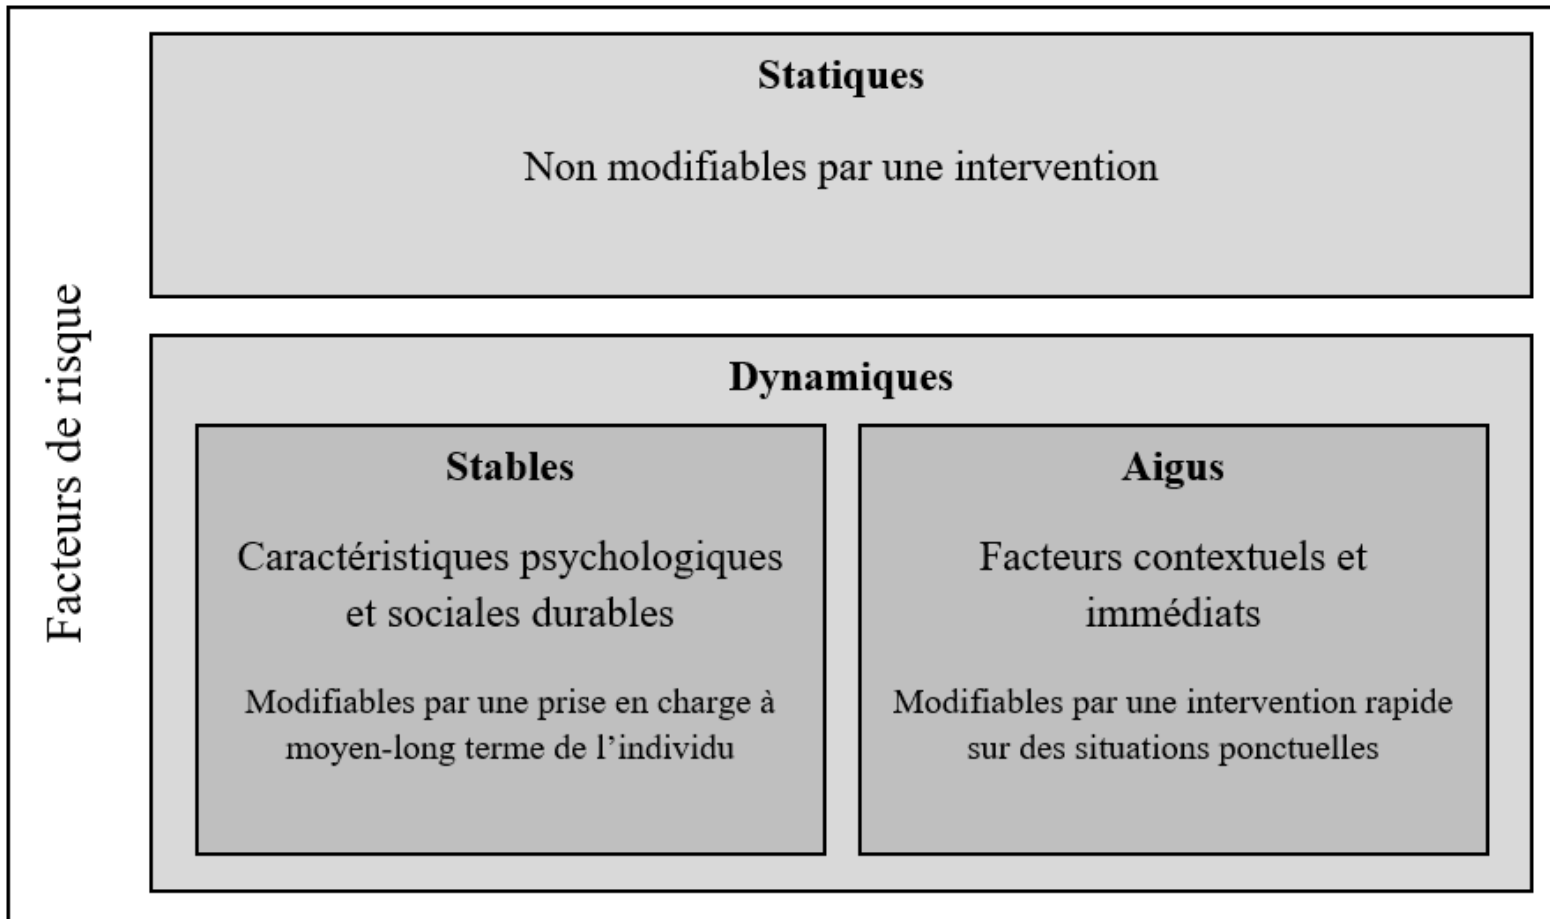 Facteurs de risque
Statiques
Non modifiables par une intervention
Dynamiques
Stables
Caractéristiques psychologiques
et sociales durables
Modifiables par une prise en charge à
moyen-long terme de l’individu
Aigus
Facteurs contextuels et
immédiats
Modifiables par une intervention rapide
sur des situations ponctuelles